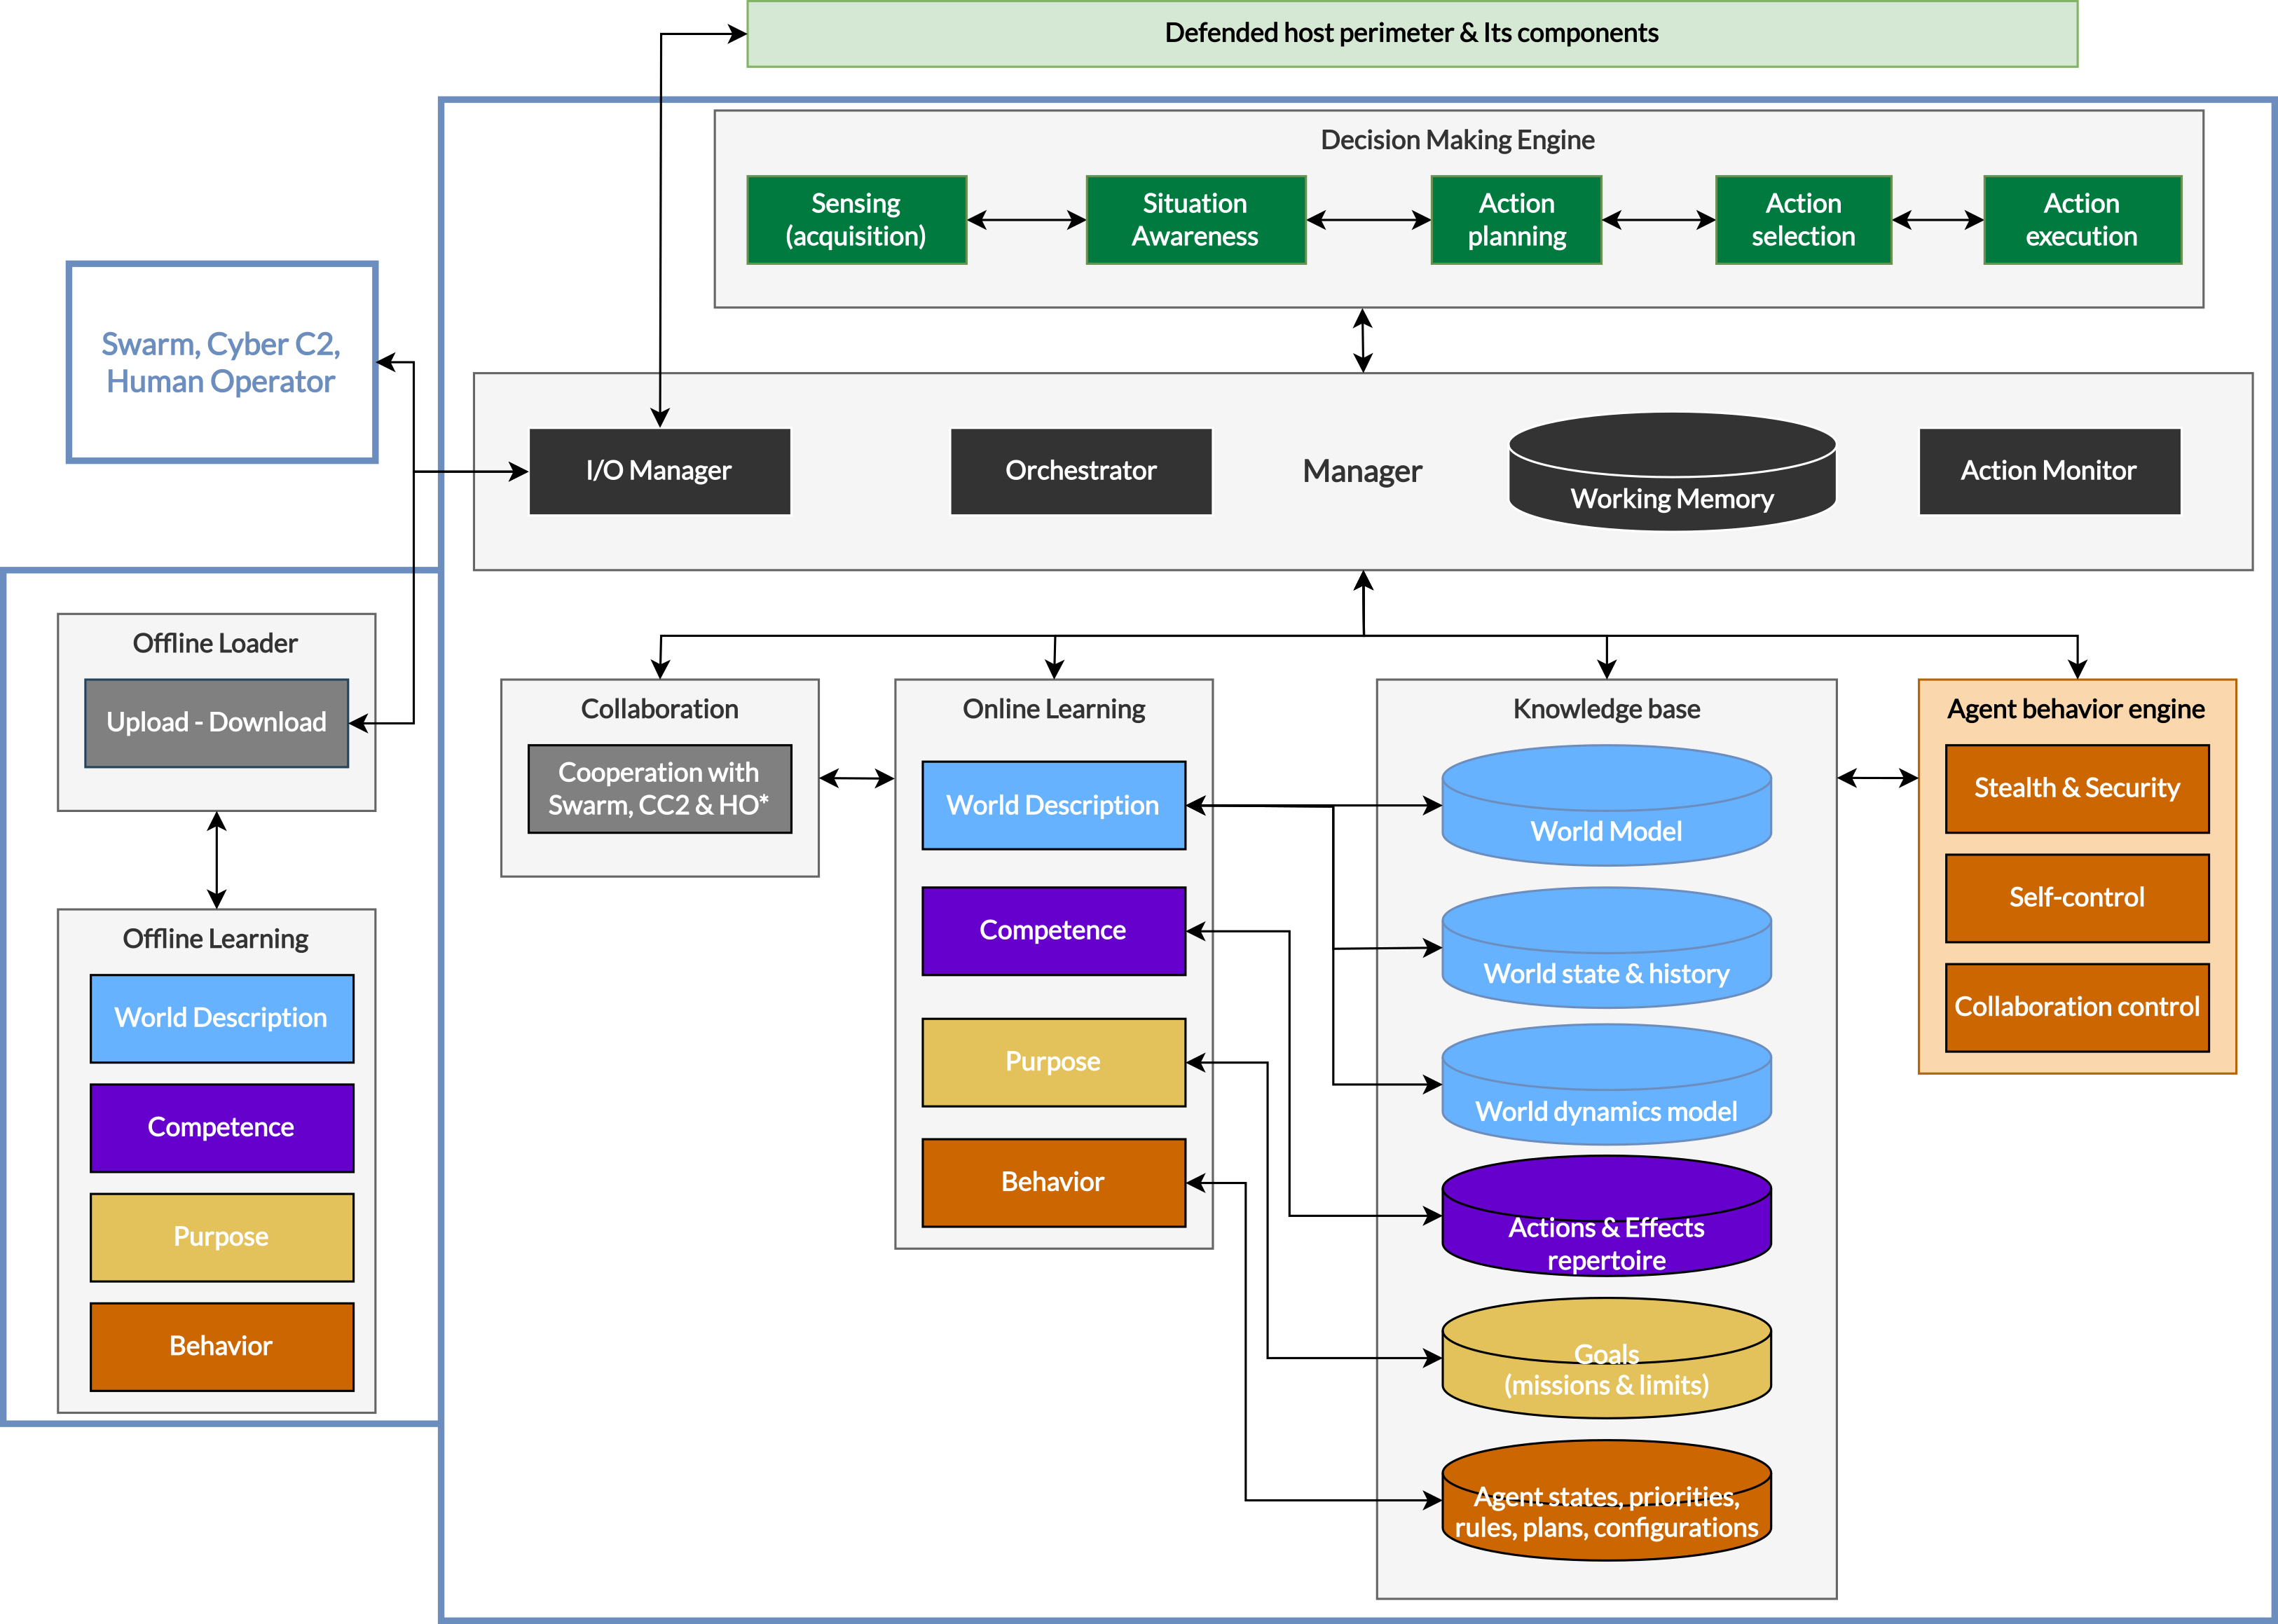 Defended host perimeter & Its components
Decision Making Engine
Sensing
(acquisition)
Situation
Awareness
Action
planning
Action
selection
Action
execution
Swarm, Cyber C2,
Human Operator
I/O Manager
Orchestrator
Manager
Working Memory
Action Monitor
Offline Loader
Upload - Download
Collaboration
Cooperation with
Swarm, CC2 & HO*
Online Learning
World Description
Competence
Purpose
Behavior
Knowledge base
World Model
World state & history
World dynamics model
Actions & Effects
repertoire
Goals
(missions & limits)
Agent states, priorities,
rules, plans, configurations
Agent behavior engine
Stealth & Security
Self-control
Collaboration control
Offline Learning
World Description
Competence
Purpose
Behavior